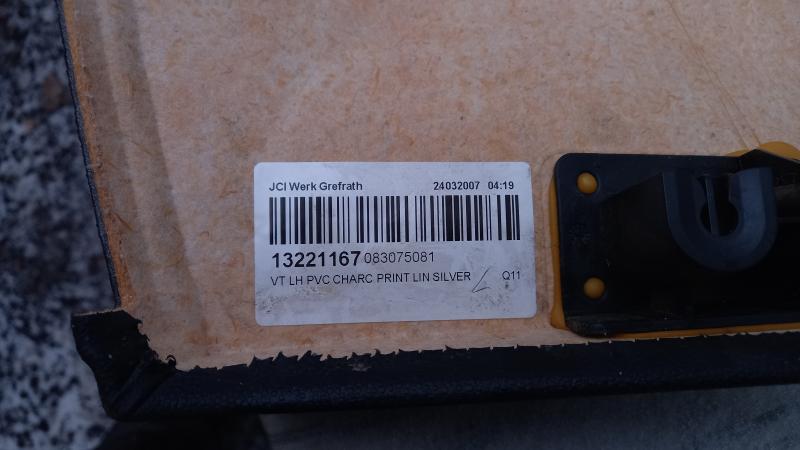 JCI Werk Grefrath 24032007 04:19
13221167 083075081
VT LH PVC CHARC PRINT LIN SILVER Q11